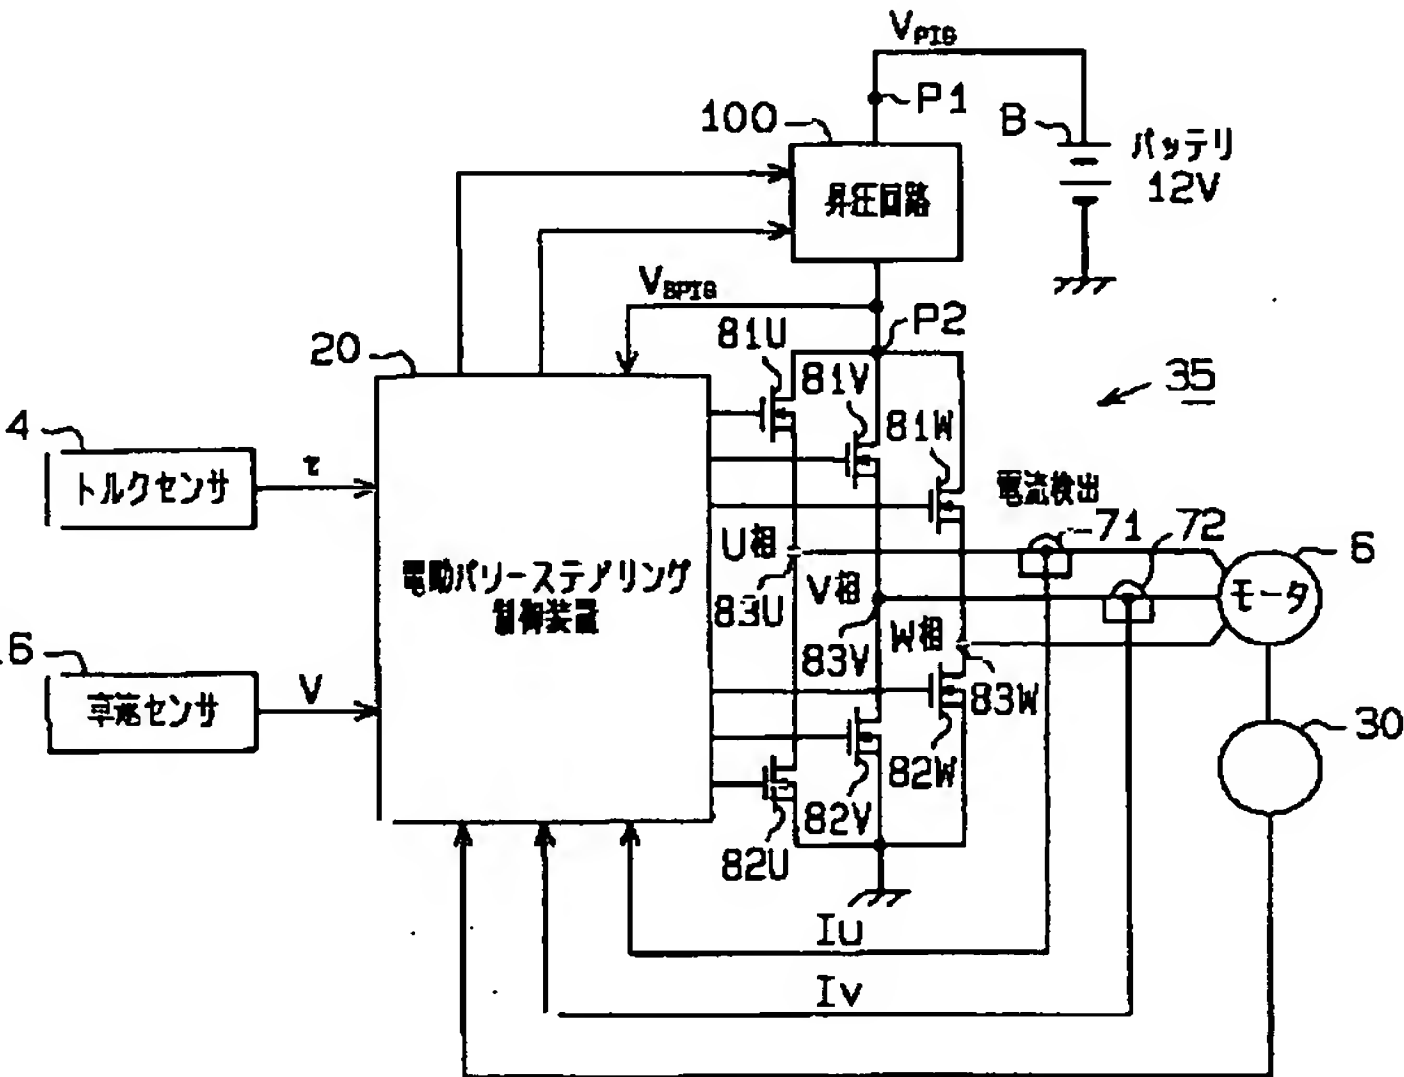 VPIG
P1
100
B
バッテリ
12V
昇圧回路
VBPIG
P2
81U
20
81V
35
81W
4
トルクセンサ
τ
電流検出
71
72
U相
6
モータ
電動パワーステアリング
制御装置
83U
V相
W相
83V
16
車速センサ
V
83W
30
82W
82V
82U
Iu
Iv